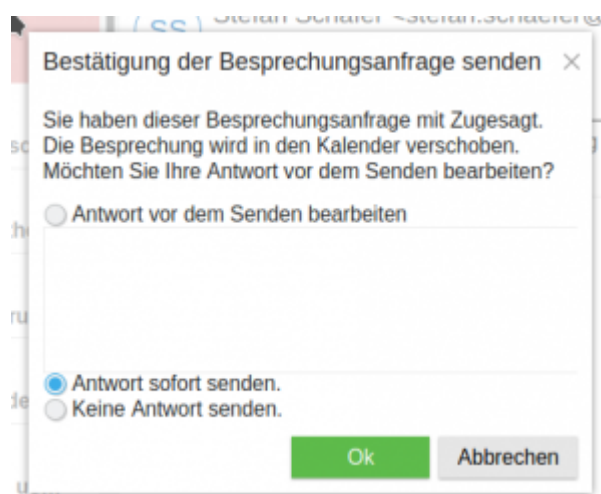 SS
Bestätigung der Besprechungsanfrage senden
Sie haben dieser Besprechungsanfrage mit Zugesagt.
Die Besprechung wird in den Kalender verschoben.
Möchten Sie Ihre Antwort vor dem Senden bearbeiten?
Antwort vor dem Senden bearbeiten
Antwort sofort senden.
Keine Antwort senden.
Ok Abbrechen